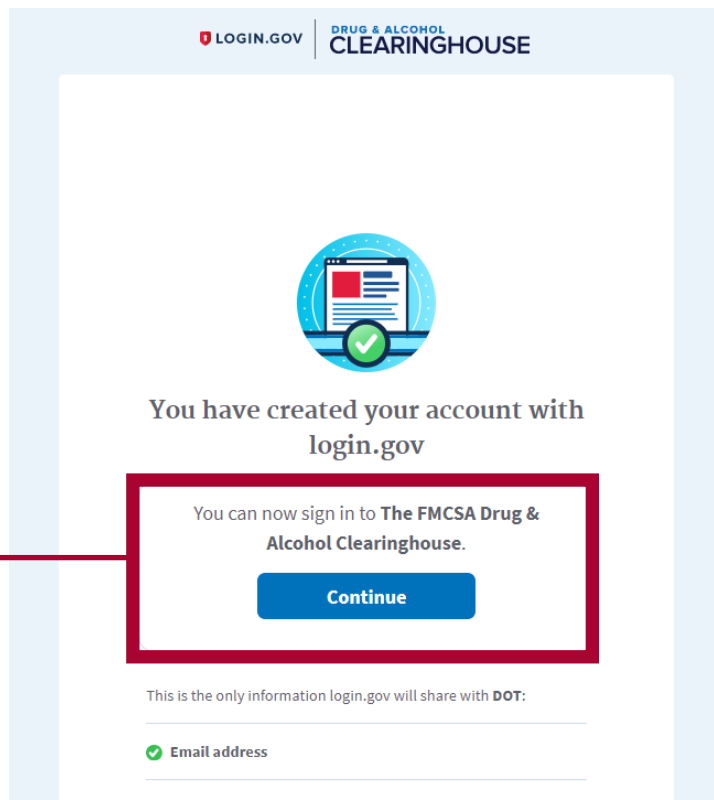 LOGIN.GOV
DRUG & ALCOHOL
CLEARINGHOUSE
You have created your account with
login.gov
You can now sign in to The FMCSA Drug &
Alcohol Clearinghouse.
Continue
This is the only information login.gov will share with DOT:
Email address